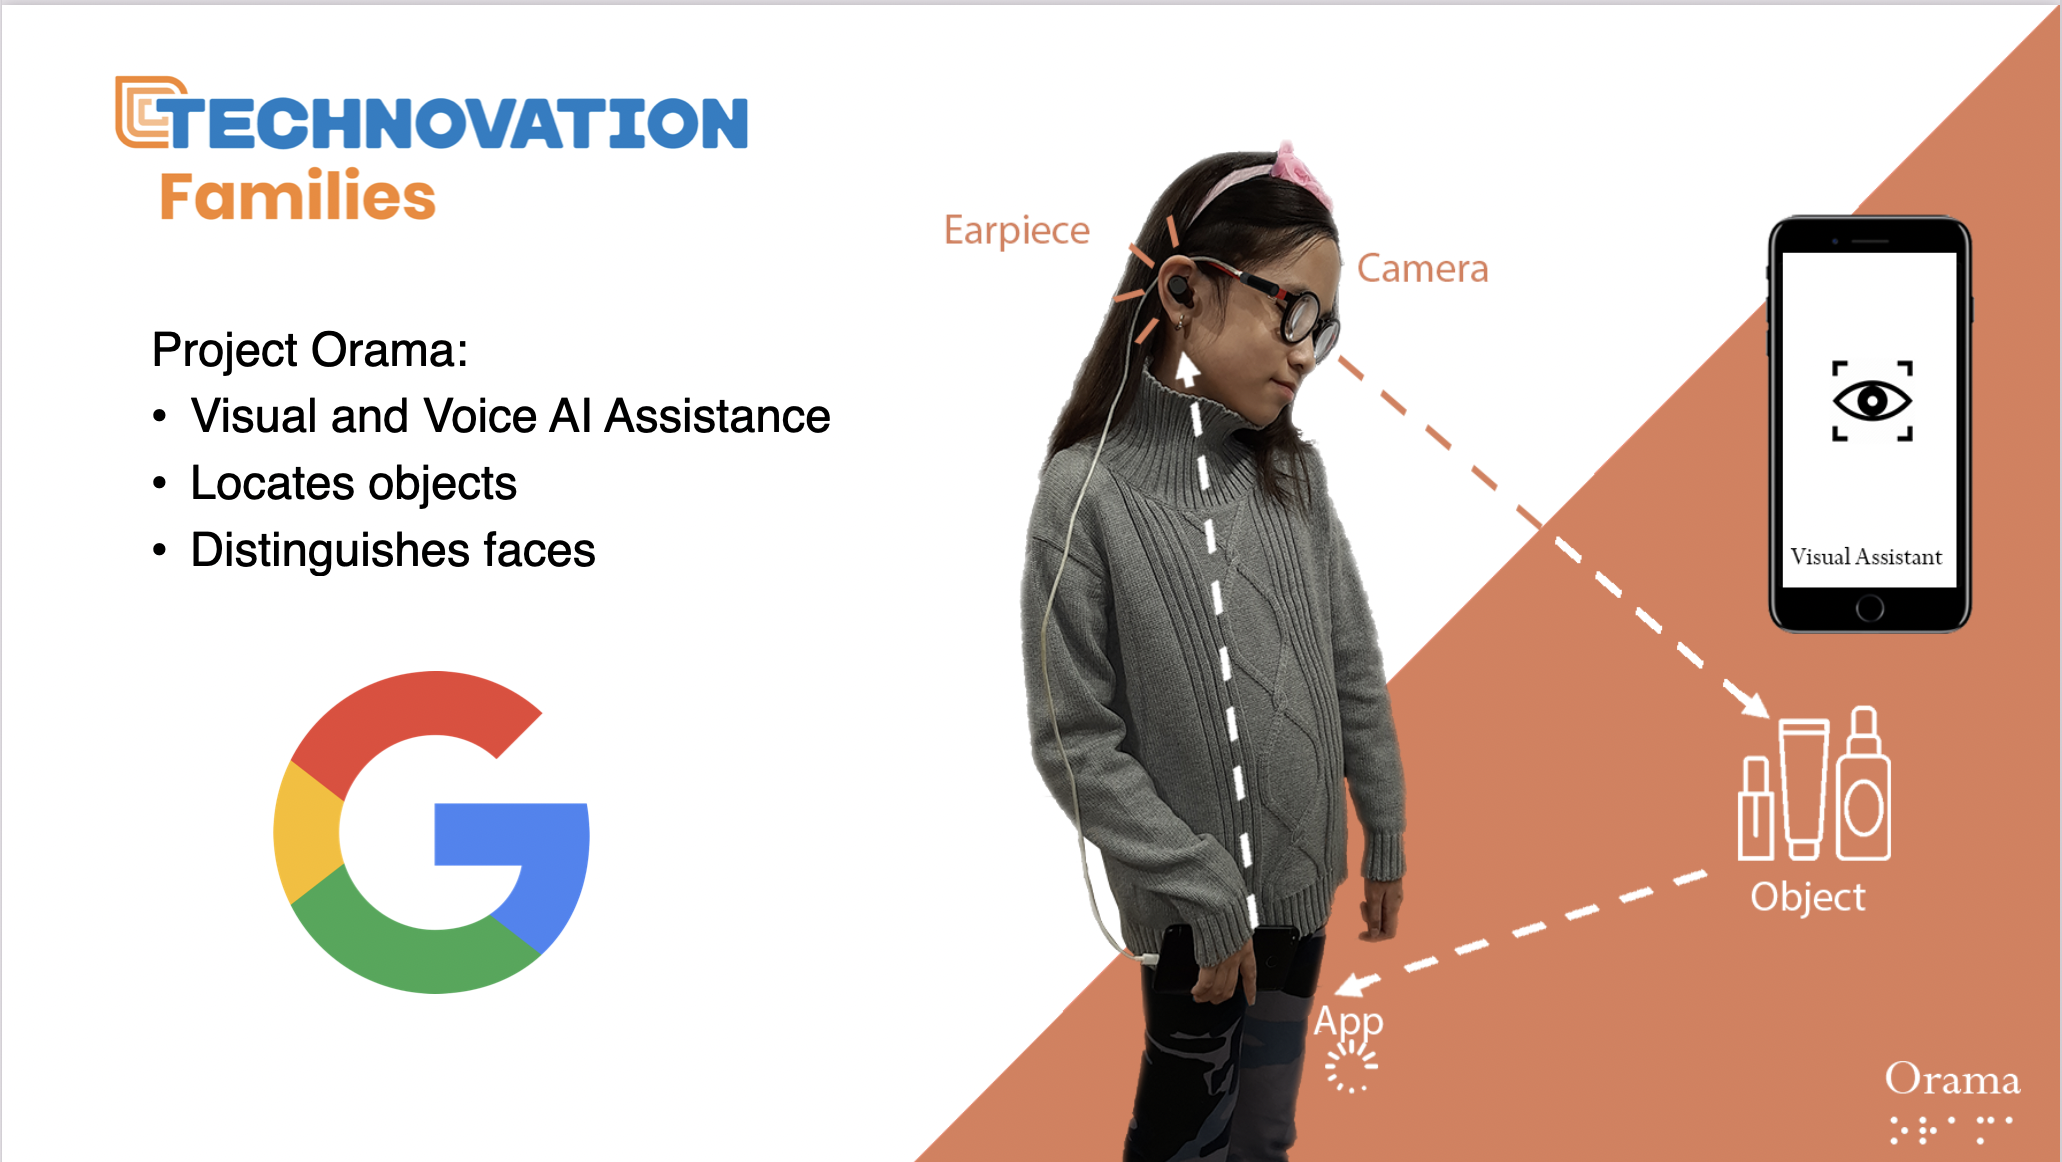 TECHNOVATION
Families
Project Orama:
• Visual and Voice AI Assistance
• Locates objects
• Distinguishes faces
Earpiece
Camera
Visual Assistant
Object
App
Orama
⠕⠗⠁⠍⠁